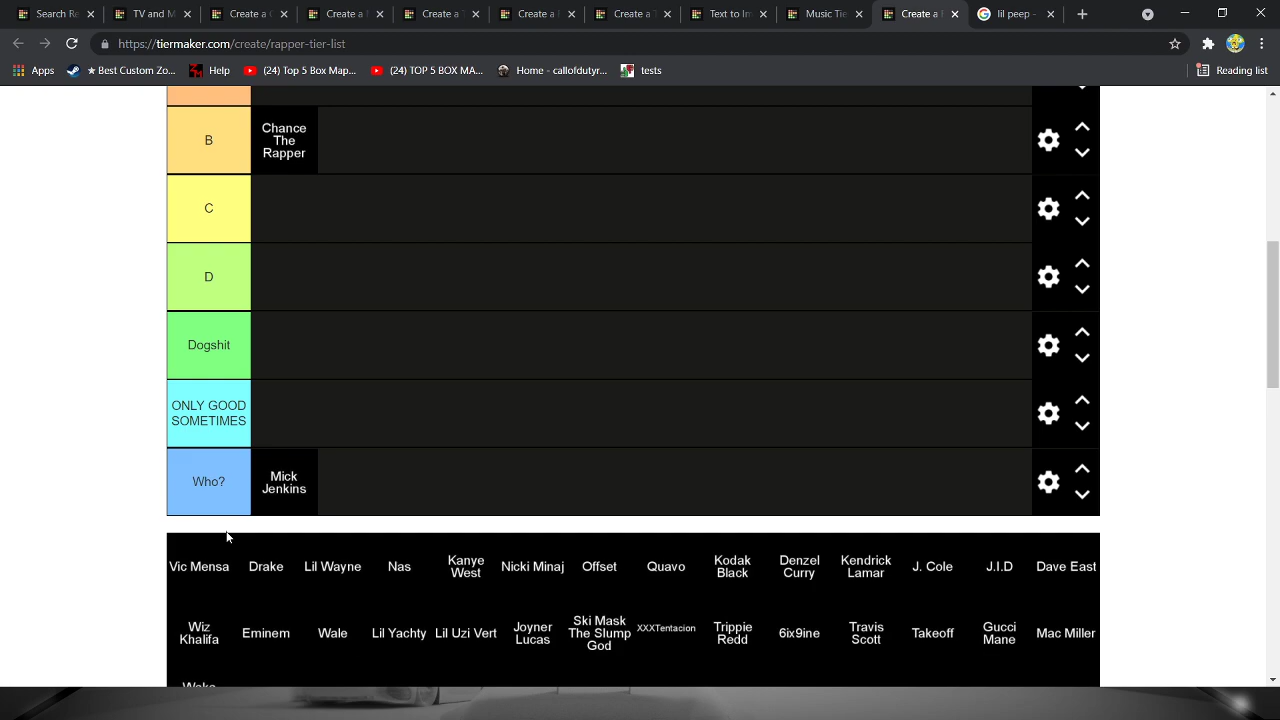 Search Re
TV and M
Create a C
Create a F
Create a T
Create a F
Create a T
Text to Im
Music Tie
Create a F
lil peep -
https://tiermaker.com/create/rap-tier-list
Apps
★ Best Custom Zo...
Help
(24) Top 5 Box Map...
(24) TOP 5 BOX MA...
Home - callofdutyr...
tests
Reading list
B
Chance
The
Rapper
C
D
Dogshit
ONLY GOOD
SOMETIMES
Who?
Mick
Jenkins
Vic Mensa
Drake
Lil Wayne
Nas
Kanye
West
Nicki Minaj
Offset
Quavo
Kodak
Black
Denzel
Curry
Kendrick
Lamar
J. Cole
J.I.D
Dave East
Wiz
Khalifa
Eminem
Wale
Lil Yachty
Lil Uzi Vert
Joyner
Lucas
Ski Mask
The Slump
God
XXXTentacion
Trippie
Redd
6ix9ine
Travis
Scott
Takeoff
Gucci
Mane
Mac Miller